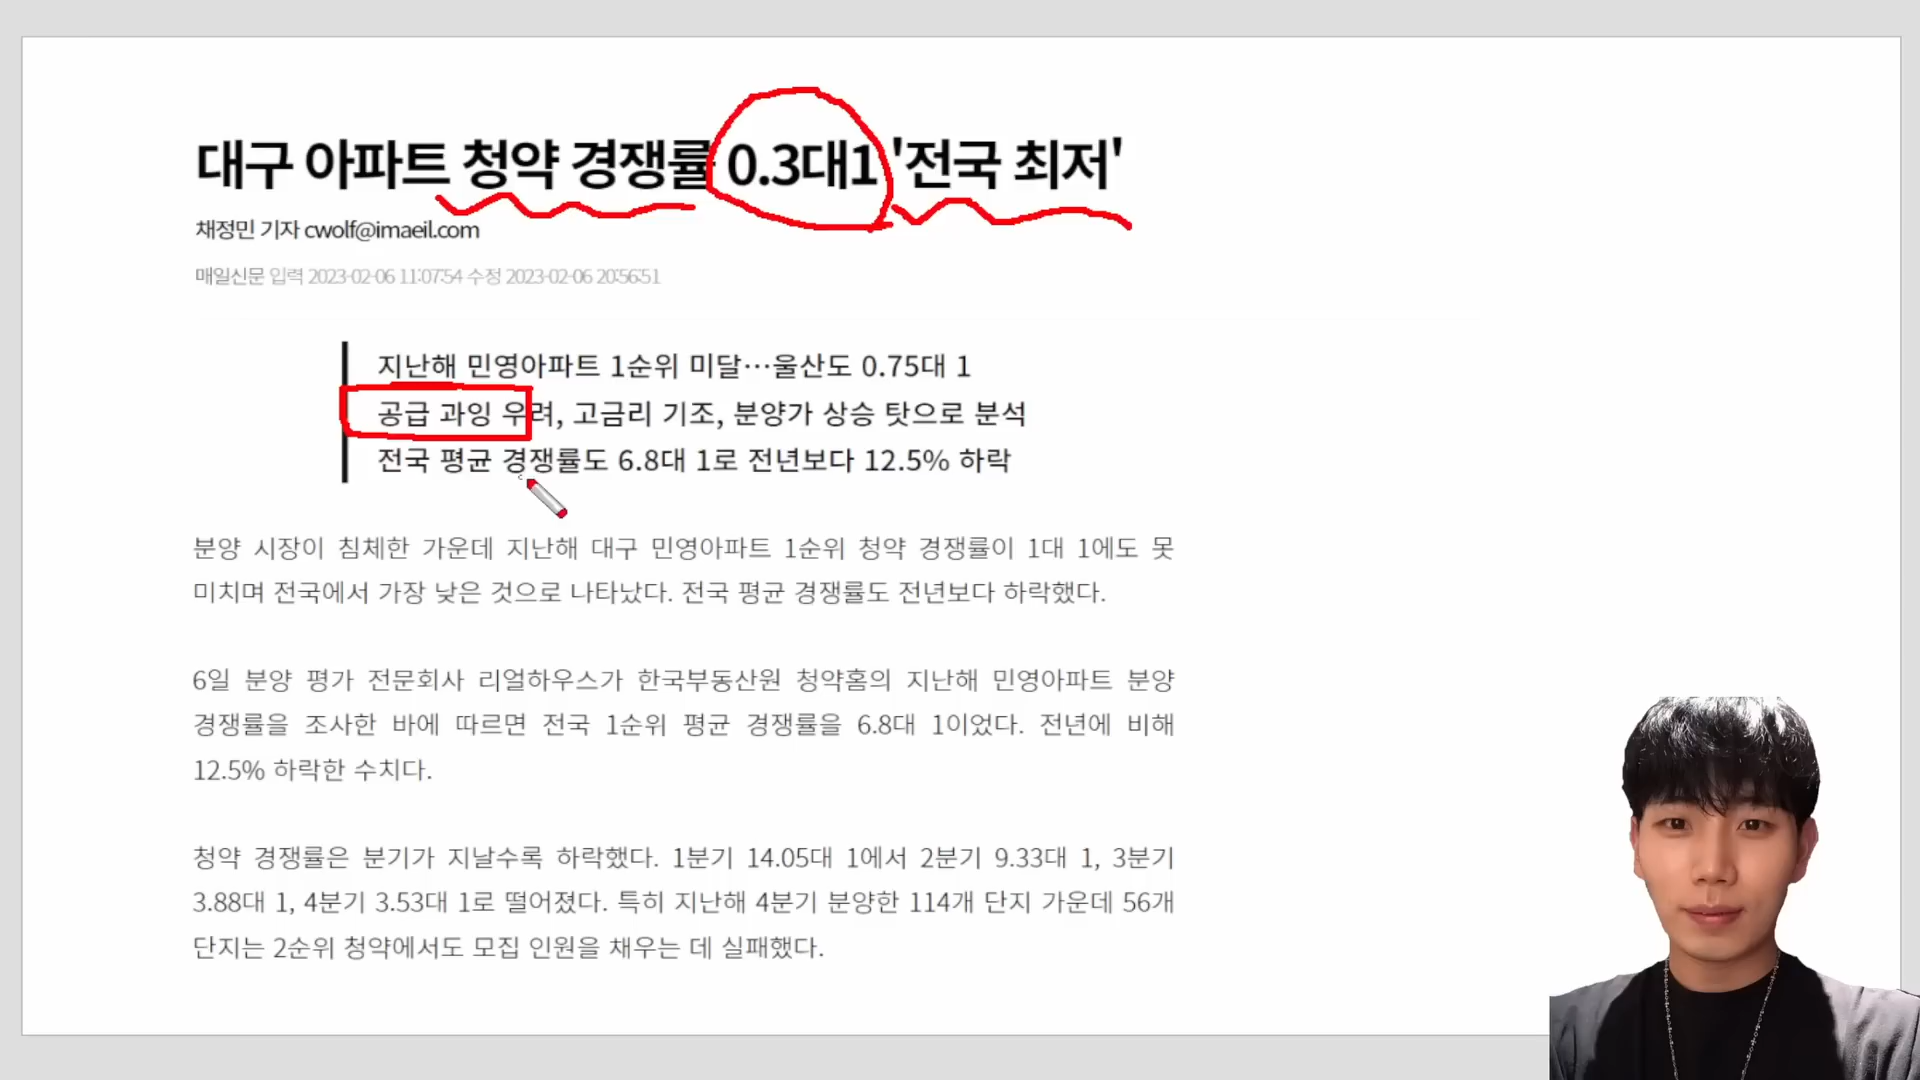 대구 아파트 청약 경쟁률 0.3대1 '전국 최저'
채정민 기자 cwolf@imaeil.com
매일신문 입력 2023-02-06 11:07:54 수정 2023-02-06 20:56:51
지난해 민영아파트 1순위 미달…울산도 0.75대 1
공급 과잉 우려, 고금리 기조, 분양가 상승 탓으로 분석
전국 평균 경쟁률도 6.8대 1로 전년보다 12.5% 하락
분양 시장이 침체한 가운데 지난해 대구 민영아파트 1순위 청약 경쟁률이 1대 1에도 못
미치며 전국에서 가장 낮은 것으로 나타났다. 전국 평균 경쟁률도 전년보다 하락했다.
6일 분양 평가 전문회사 리얼하우스가 한국부동산원 청약홈의 지난해 민영아파트 분양
경쟁률을 조사한 바에 따르면 전국 1순위 평균 경쟁률을 6.8대 1이었다. 전년에 비해
12.5% 하락한 수치다.
청약 경쟁률은 분기가 지날수록 하락했다. 1분기 14.05대 1에서 2분기 9.33대 1, 3분기
3.88대 1, 4분기 3.53대 1로 떨어졌다. 특히 지난해 4분기 분양한 114개 단지 가운데 56개
단지는 2순위 청약에서도 모집 인원을 채우는 데 실패했다.